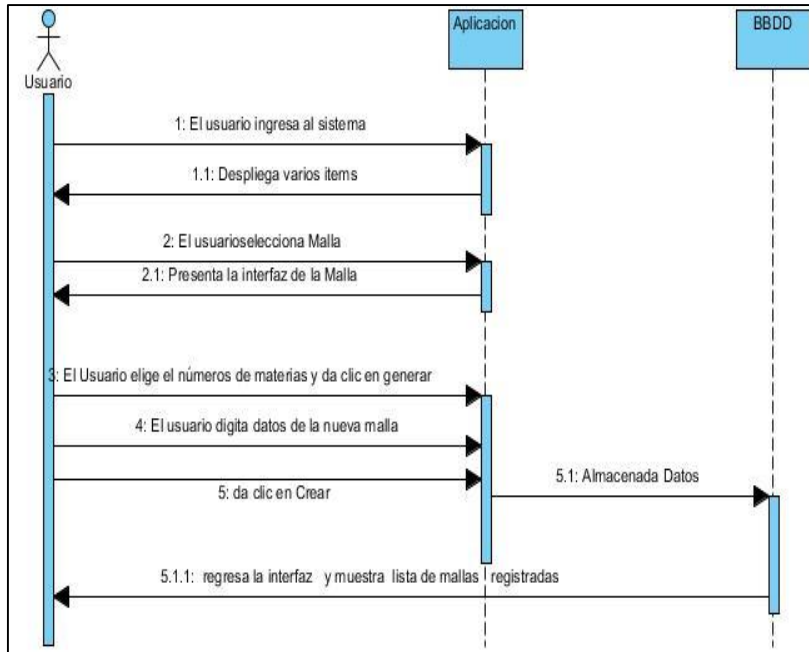 Aplicacion
BBDD
Usuario
1: El usuario ingresa al sistema
1.1: Despliega varios items
2: El usuarioselecciona Malla
2.1: Presenta la interfaz de la Malla
3: El Usuario elige el números de materias y da clic en generar
4: El usuario digita datos de la nueva malla
5: da clic en Crear
5.1: Almacenada Datos
5.1.1: regresa la interfaz y muestra lista de mallas registradas